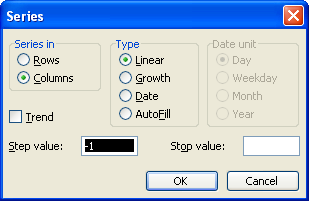 Series
Series in
Rows
Columns
Trend
Type
Linear
Growth
Date
AutoFill
Date unit
Day
Weekday
Month
Year
Step value: -1
Stop value:
OK
Cancel